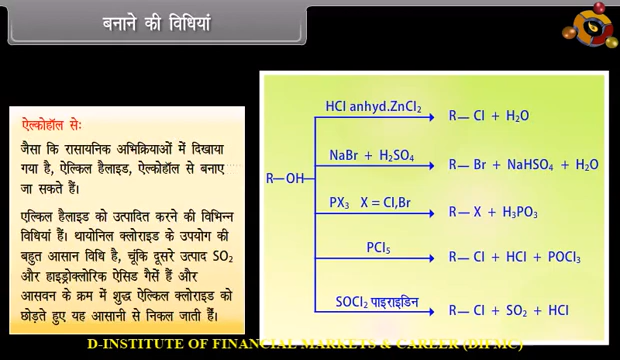 बनाने की विधियां
ऐल्कोहॉल से:
जैसा कि रासायनिक अभिक्रियाओं में दिखाया
गया है, ऐल्किल हैलाइड, ऐल्कोहॉल से बनाए
जा सकते हैं।
एल्किल हैलाइड को उत्पादित करने की विभिन्न
विधियां हैं। थायोनिल क्लोराइड के उपयोग की
बहुत आसान विधि है, चूंकि दूसरे उत्पाद SO₂
और हाइड्रोक्लोरिक ऐसिड गैसें हैं और
आसवन के क्रम में शुद्ध ऐल्किल क्लोराइड को
छोड़ते हुए यह आसानी से निकल जाती हैं।
R—OH
HCl anhyd.ZnCl₂ R—Cl + H₂O
NaBr + H₂SO₄ R—Br + NaHSO₄ + H₂O
PX₃ X = Cl,Br R—X + H₃PO₃
PCl₅ R—Cl + HCl + POCl₃
SOCl₂ पाइराइडिन R—Cl + SO₂ + HCl
D-INSTITUTE OF FINANCIAL MARKETS & CAREER (DIFMC)